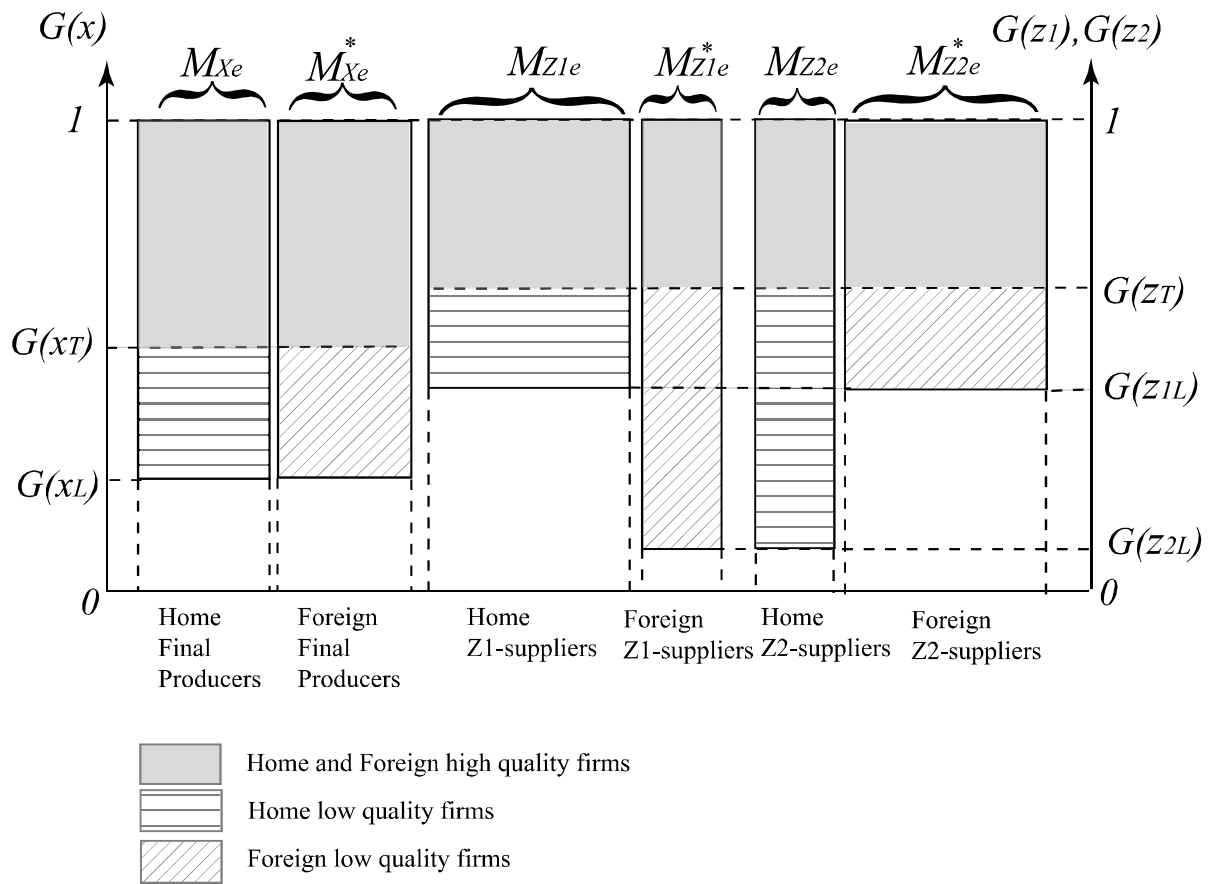 G(x)
G(z1),G(z2)
MXe
M*Xe
MZ1e
M*Z1e
MZ2e
M*Z2e
1
1
G(xT)
G(zT)
G(z1L)
G(xL)
G(z2L)
0
0
Home
Final
Producers
Foreign
Final
Producers
Home
Z1-suppliers
Foreign
Z1-suppliers
Home
Z2-suppliers
Foreign
Z2-suppliers
Home and Foreign high quality firms
Home low quality firms
Foreign low quality firms